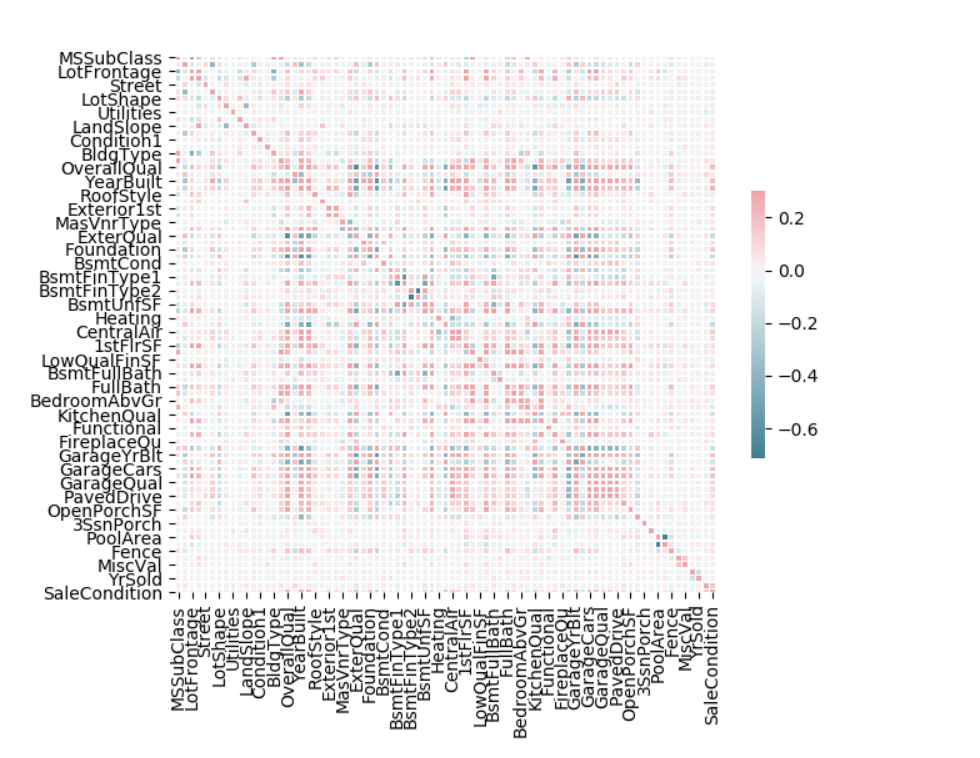 MSSubClass
LotFrontage
Street
LotShape
Utilities
LandSlope
Condition1
BldgType
OverallQual
YearBuilt
RoofStyle
Exterior1st
MasVnrType
ExterQual
Foundation
BsmtCond
BsmtFinType1
BsmtFinType2
BsmtUnfSF
Heating
CentralAir
1stFlrSF
LowQualFinSF
BsmtFullBath
FullBath
BedroomAbvGr
KitchenQual
Functional
FireplaceQu
GarageYrBlt
GarageCars
GarageQual
PavedDrive
OpenPorchSF
3SsnPorch
PoolArea
Fence
MiscVal
YrSold
SaleCondition
0.2
0.0
−0.2
−0.4
−0.6
MSSubClass
LotFrontage
Street
LotShape
Utilities
LandSlope
Condition1
BldgType
OverallQual
YearBuilt
RoofStyle
Exterior1st
MasVnrType
ExterQual
Foundation
BsmtCond
BsmtFinType1
BsmtFinType2
BsmtUnfSF
Heating
CentralAir
1stFlrSF
LowQualFinSF
BsmtFullBath
FullBath
BedroomAbvGr
KitchenQual
Functional
FireplaceQu
GarageYrBlt
GarageCars
GarageQual
PavedDrive
OpenPorchSF
3SsnPorch
PoolArea
Fence
MiscVal
YrSold
SaleCondition